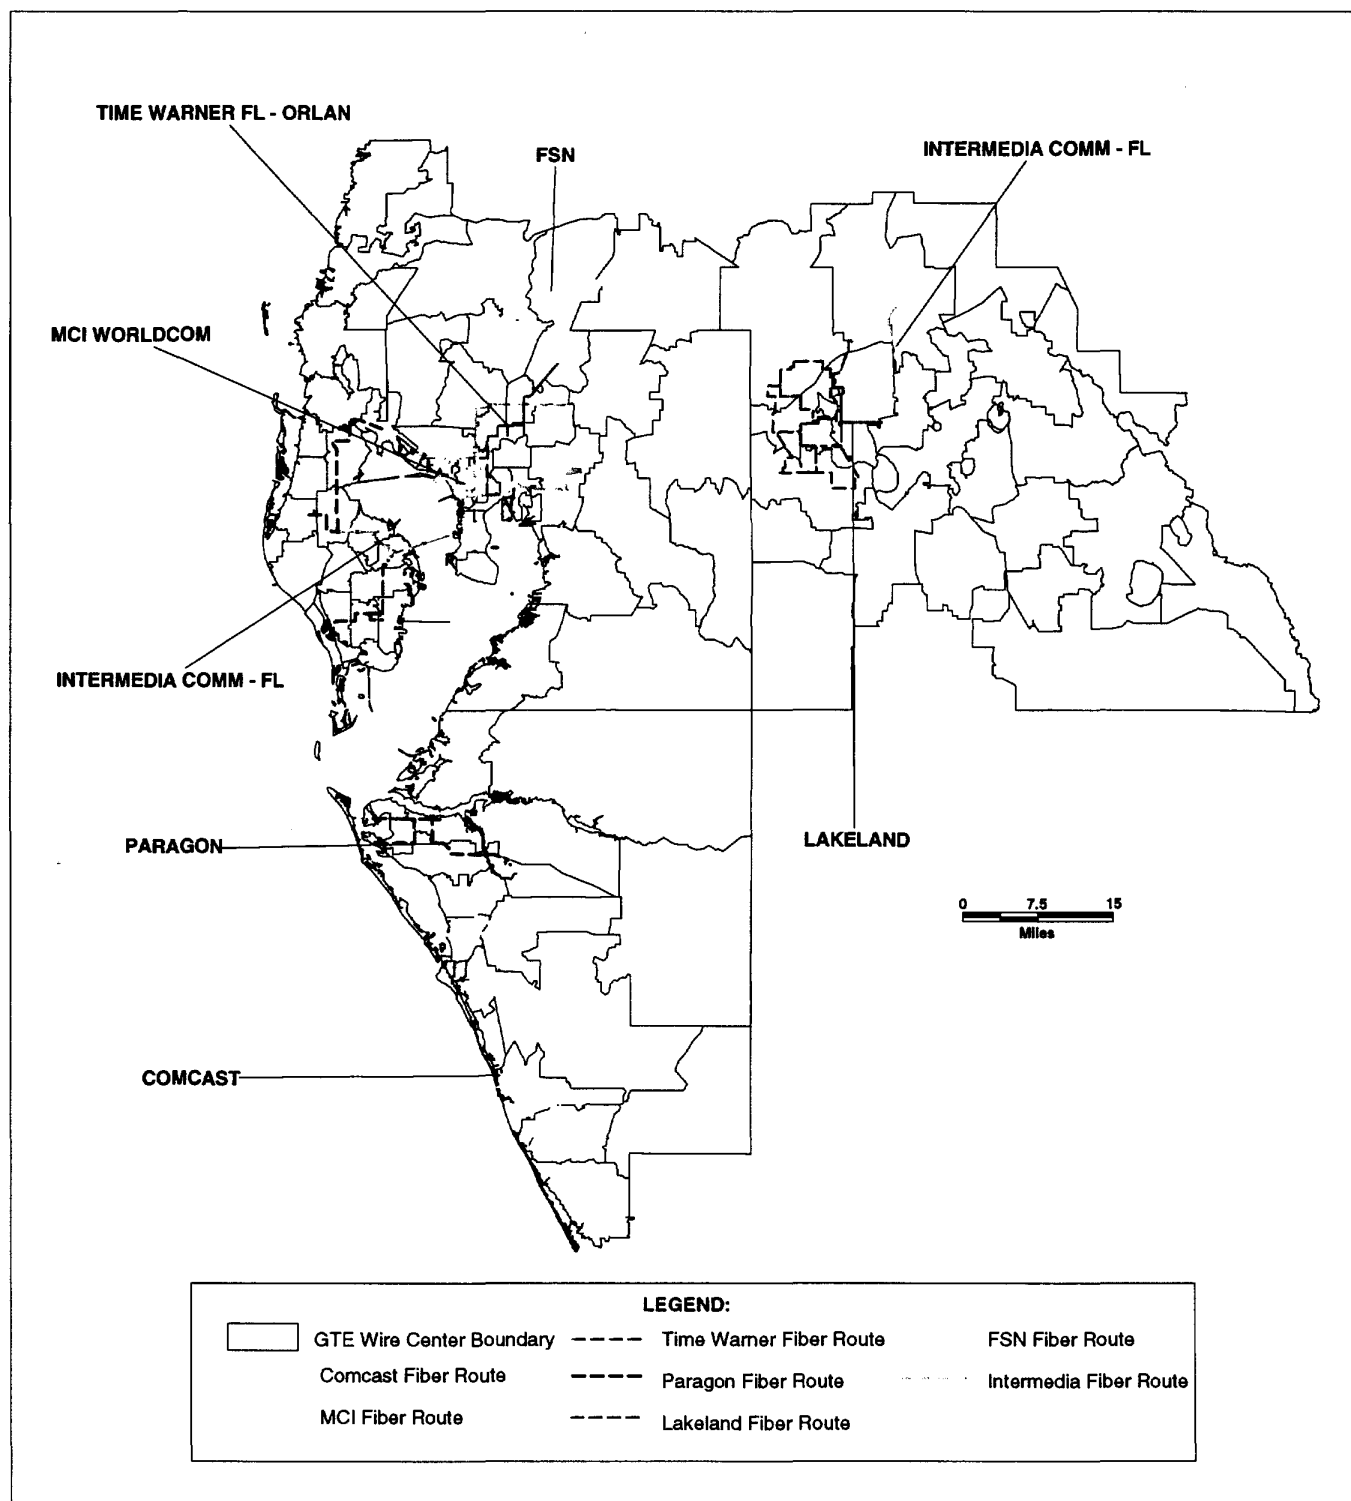 TIME WARNER FL - ORLAN
FSN
INTERMEDIA COMM - FL
MCI WORLDCOM
INTERMEDIA COMM - FL
PARAGON
LAKELAND
0 7.5 15
Miles
COMCAST
LEGEND:
GTE Wire Center Boundary
Time Warner Fiber Route
FSN Fiber Route
Comcast Fiber Route
Paragon Fiber Route
Intermedia Fiber Route
MCI Fiber Route
Lakeland Fiber Route